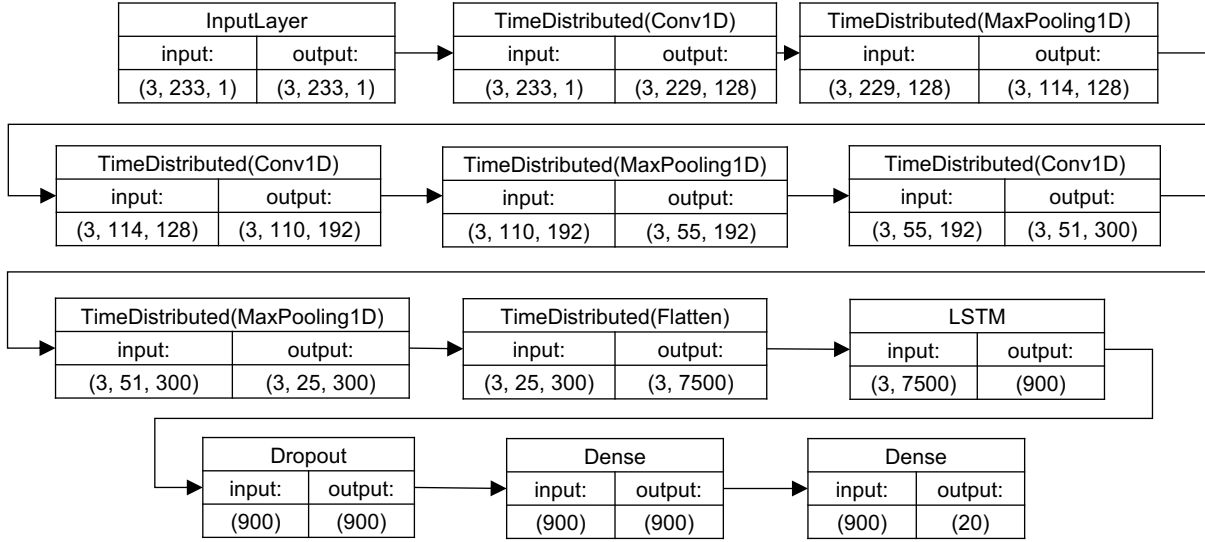 InputLayer
input: output:
(3, 233, 1) (3, 233, 1)
TimeDistributed(Conv1D)
input: output:
(3, 233, 1) (3, 229, 128)
TimeDistributed(MaxPooling1D)
input: output:
(3, 229, 128) (3, 114, 128)
TimeDistributed(Conv1D)
input: output:
(3, 114, 128) (3, 110, 192)
TimeDistributed(MaxPooling1D)
input: output:
(3, 110, 192) (3, 55, 192)
TimeDistributed(Conv1D)
input: output:
(3, 55, 192) (3, 51, 300)
TimeDistributed(MaxPooling1D)
input: output:
(3, 51, 300) (3, 25, 300)
TimeDistributed(Flatten)
input: output:
(3, 25, 300) (3, 7500)
LSTM
input: output:
(3, 7500) (900)
Dropout
input: output:
(900) (900)
Dense
input: output:
(900) (900)
Dense
input: output:
(900) (20)